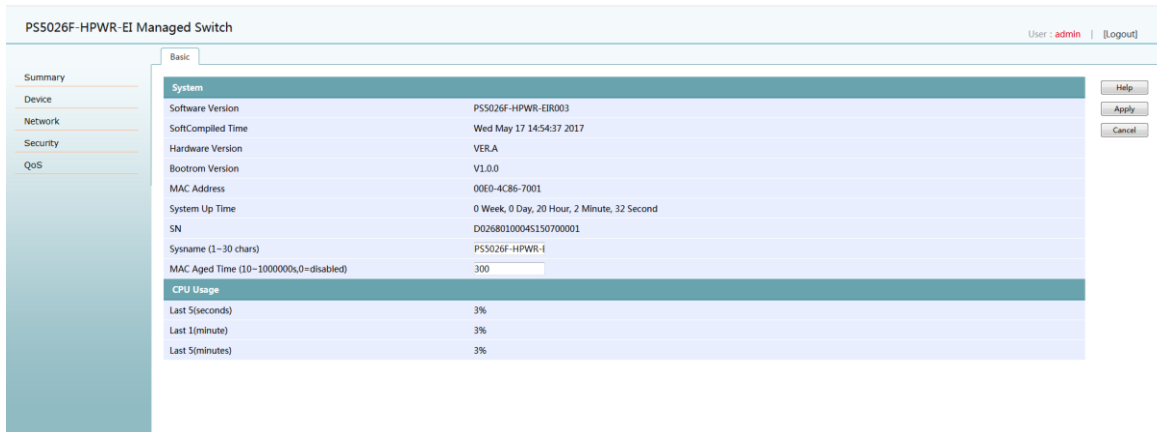 PS5026F-HPWR-EI Managed Switch
User : admin | [Logout]
Basic
Summary
Device
Network
Security
QoS
System
Software Version PS5026F-HPWR-EIR003
SoftCompiled Time Wed May 17 14:54:37 2017
Hardware Version VER.A
Bootrom Version V1.0.0
MAC Address 00E0-4C86-7001
System Up Time 0 Week, 0 Day, 20 Hour, 2 Minute, 32 Second
SN D0268010004S150700001
Sysname (1~30 chars) PS5026F-HPWR-E
MAC Aged Time (10~1000000s,0=disabled) 300
CPU Usage
Last 5(seconds) 3%
Last 1(minute) 3%
Last 5(minutes) 3%
Help
Apply
Cancel